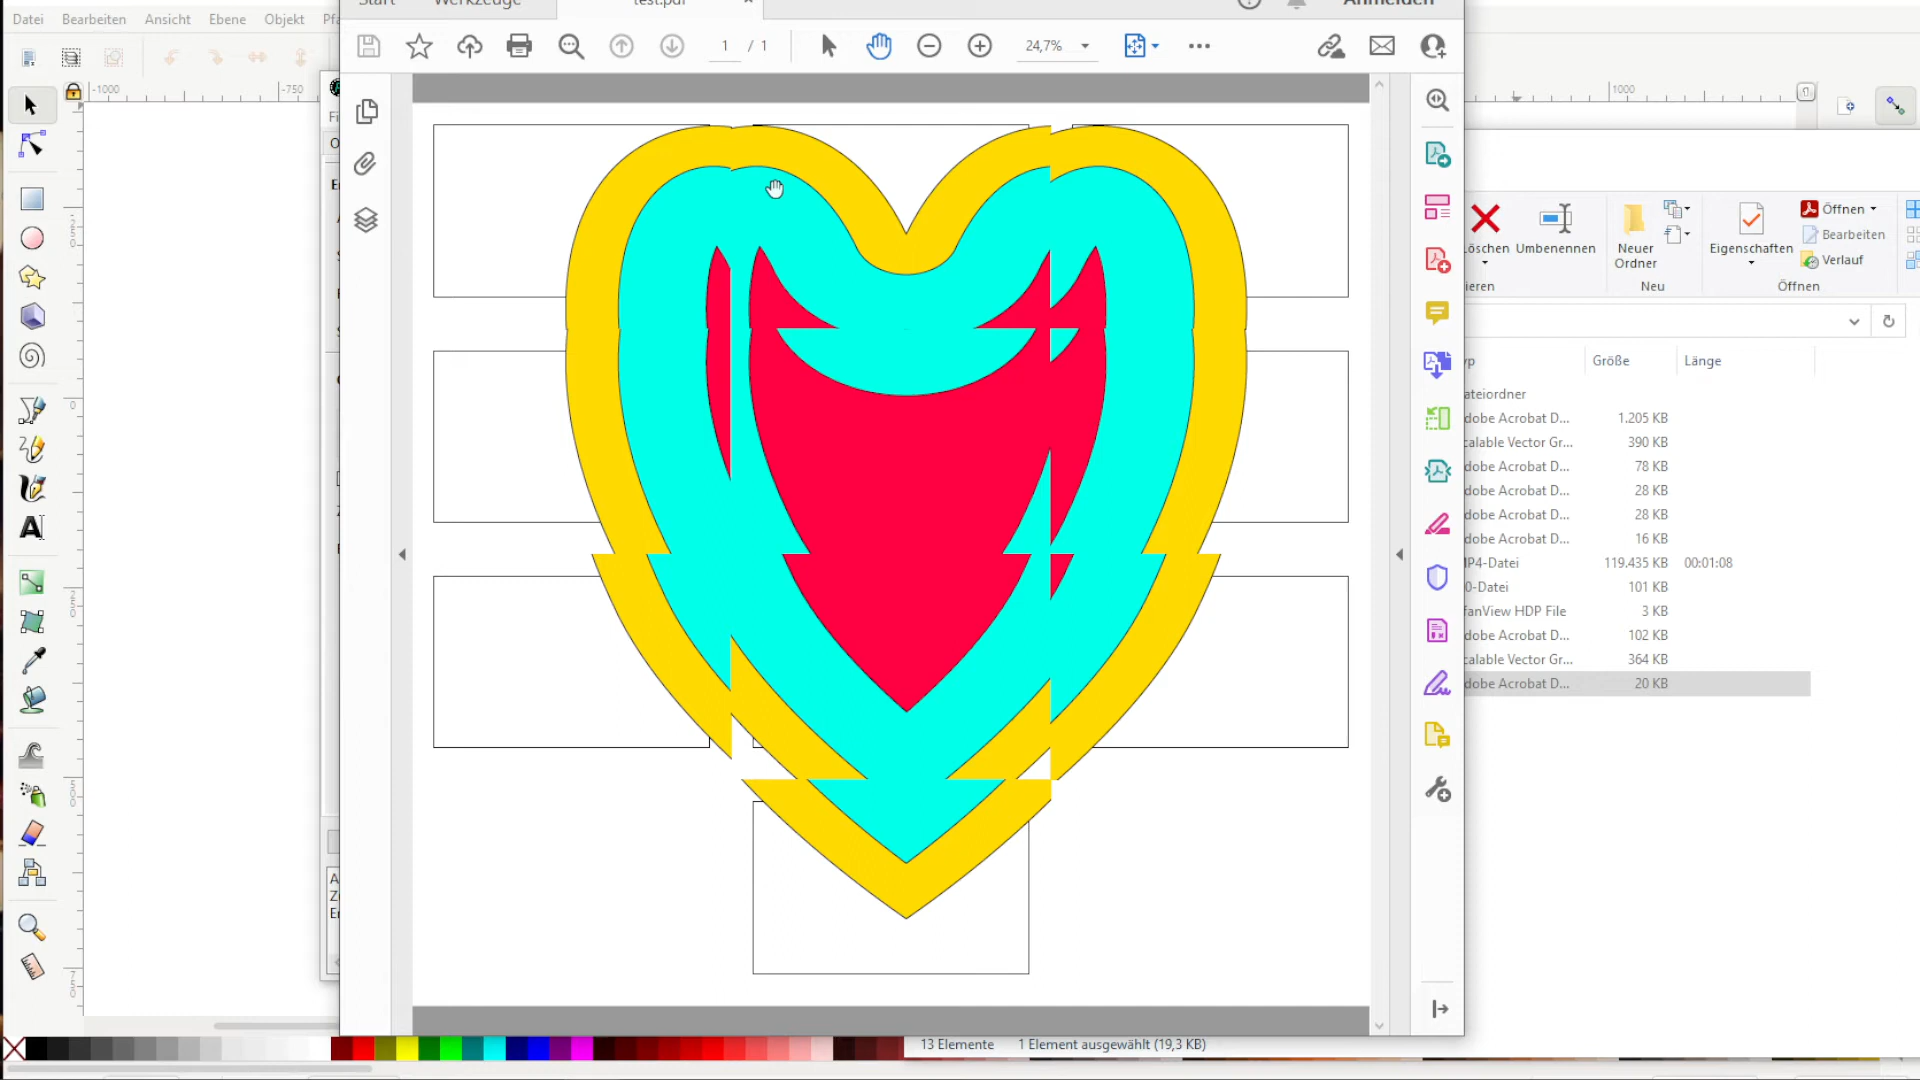 Datei Bearbeiten Ansicht Ebene Objekt
Start Werkzeuge test.pdf Anmelden
1 / 1 24,7%
-1000 -750 1000
Löschen Umbenennen
Neuer Ordner
Eigenschaften
Öffnen
Bearbeiten
Verlauf
ieren Neu Öffnen
yp Größe Länge
ateiordner
dobe Acrobat D... 1.205 KB
calable Vector Gr... 390 KB
dobe Acrobat D... 78 KB
dobe Acrobat D... 28 KB
dobe Acrobat D... 28 KB
dobe Acrobat D... 16 KB
MP4-Datei 119.435 KB 00:01:08
0-Datei 101 KB
fanView HDP File 3 KB
dobe Acrobat D... 102 KB
calable Vector Gr... 364 KB
dobe Acrobat D... 20 KB
13 Elemente 1 Element ausgewählt (19,3 KB)